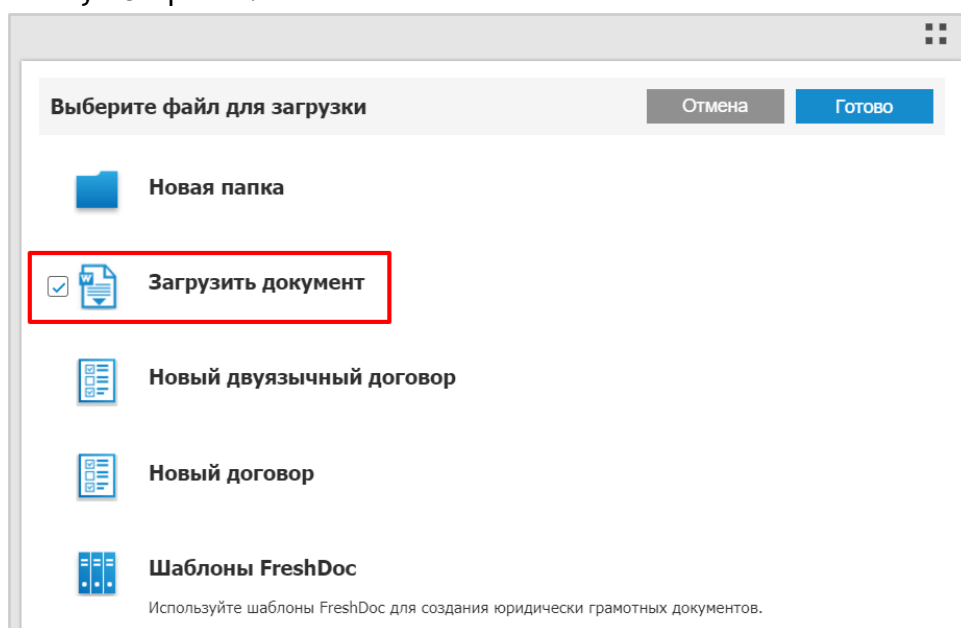 Выберите файл для загрузки
Отмена
Готово
Новая папка
W
Загрузить документ
Новый двуязычный договор
Новый договор
Шаблоны FreshDoc
Используйте шаблоны FreshDoc для создания юридически грамотных документов.